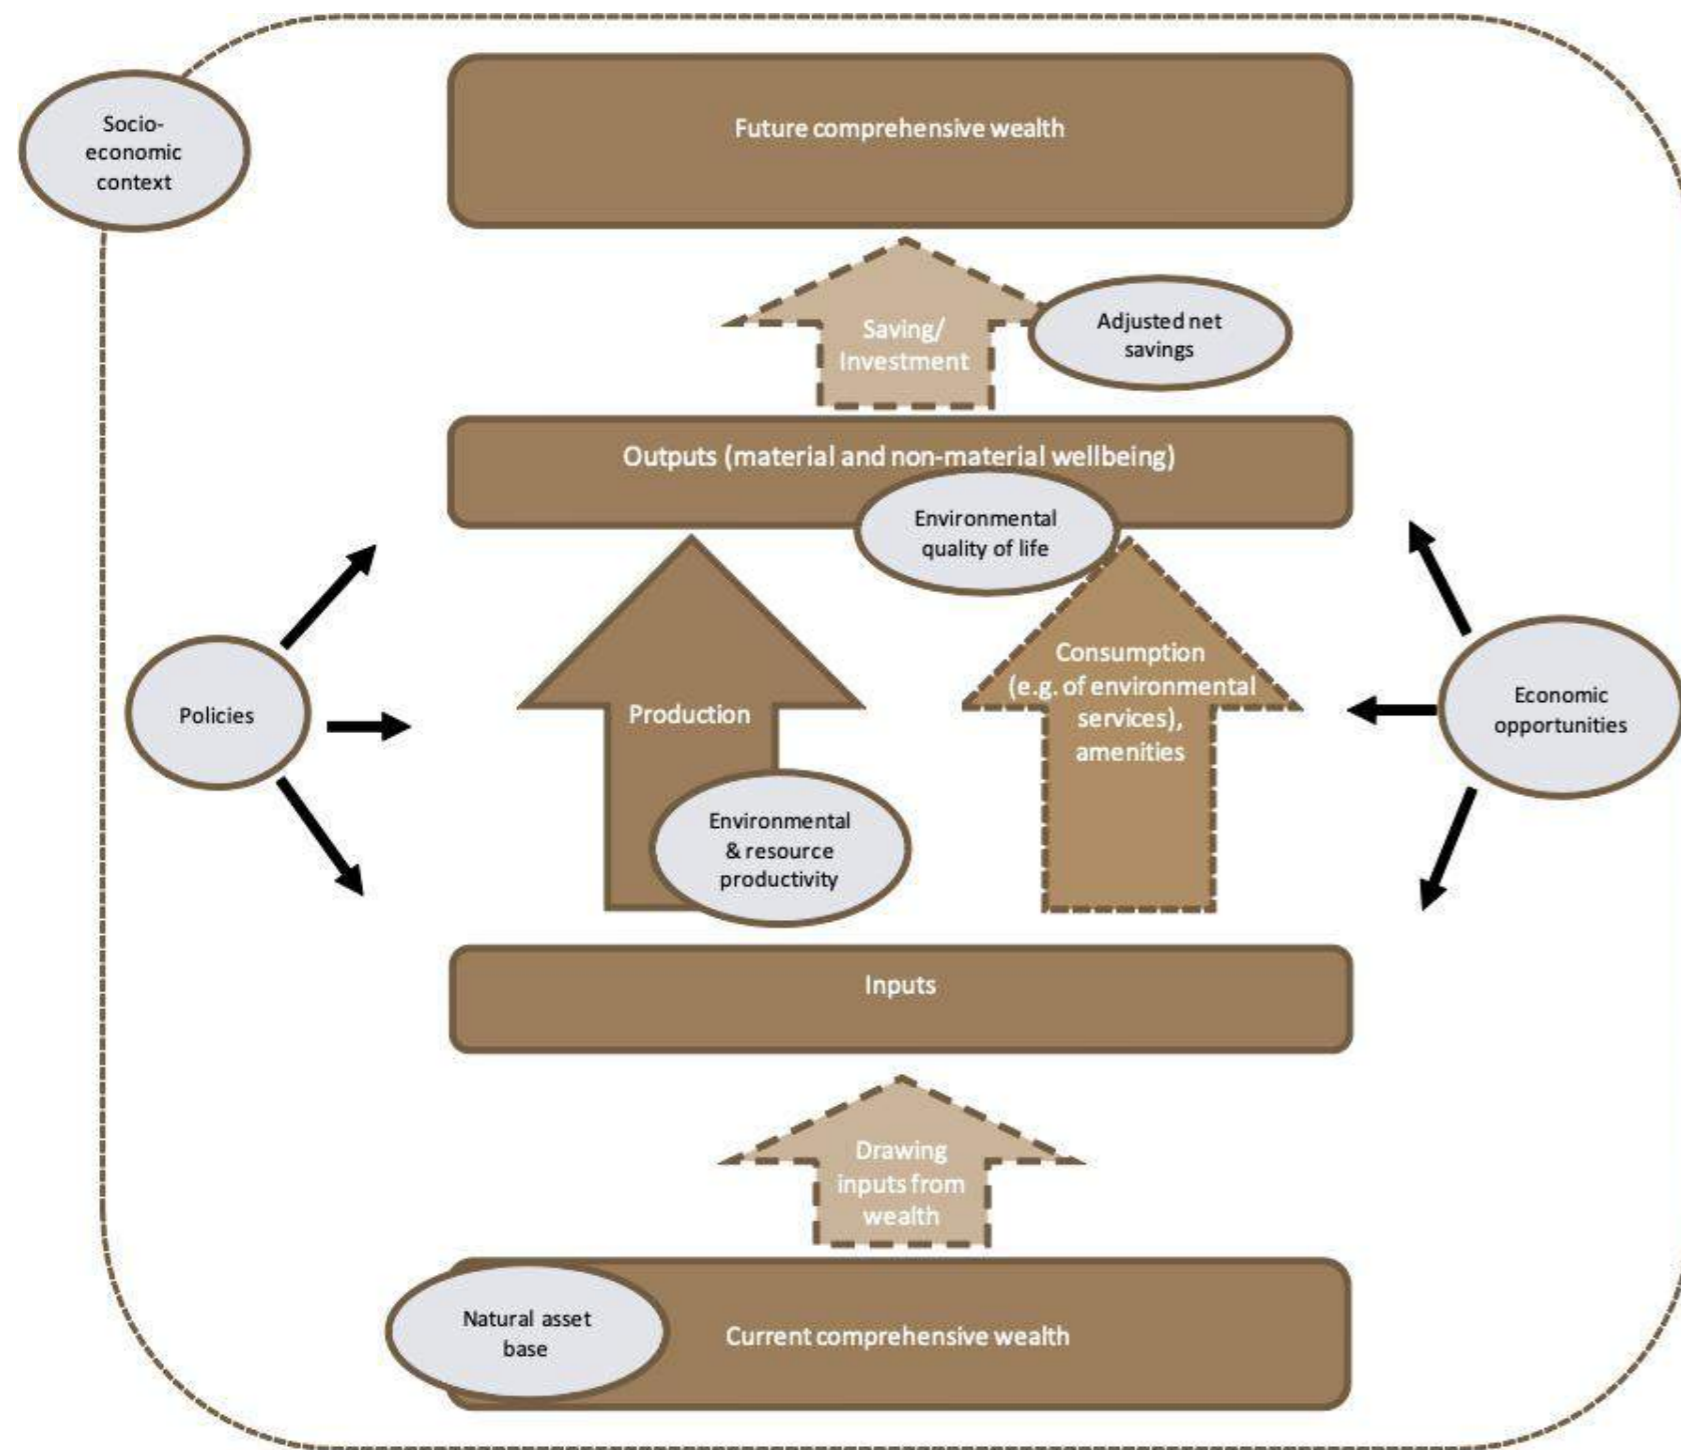 Socio-
economic
context
Future comprehensive wealth
Saving/
Investment
Adjusted net
savings
Outputs (material and non-material wellbeing)
Environmental
quality of life
Policies
Production
Consumption
(e.g. of environmental
services),
amenities
Economic
opportunities
Environmental
& resource
productivity
Inputs
Drawing
inputs from
wealth
Natural asset
base
Current comprehensive wealth